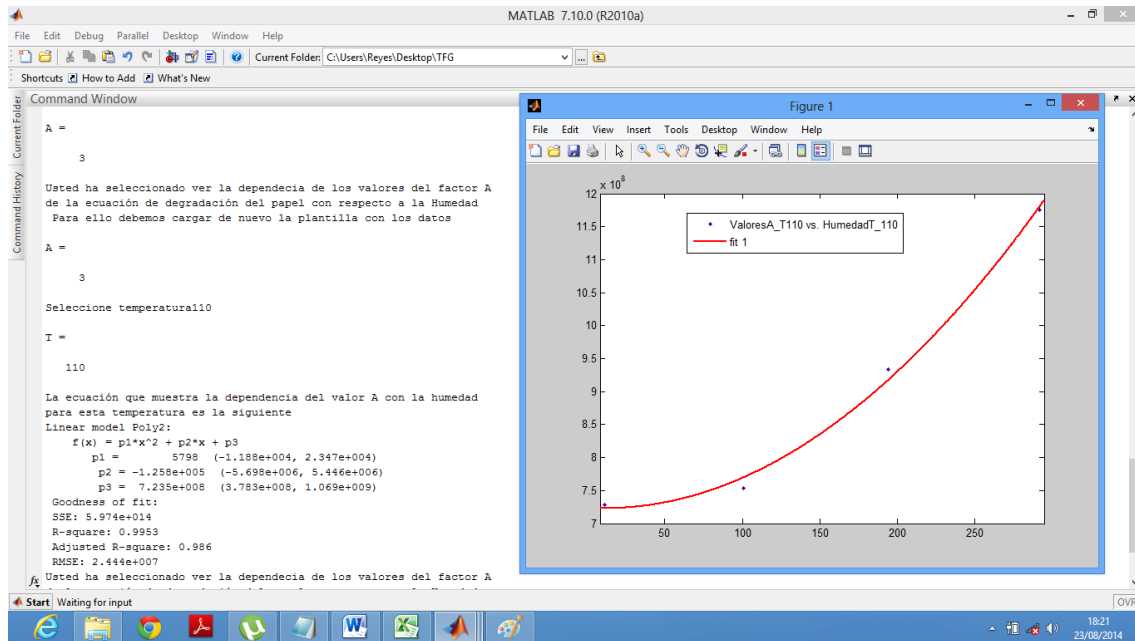 MATLAB 7.10.0 (R2010a)
File Edit Debug Parallel Desktop Window Help
Current Folder: C:\Users\Reyes\Desktop\TFG
Shortcuts How to Add What's New
Current Folder
Command History
Command Window
A =
3
Usted ha seleccionado ver la dependecia de los valores del factor A
de la ecuación de degradación del papel con respecto a la Humedad
Para ello debemos cargar de nuevo la plantilla con los datos
A =
3
Seleccione temperatura110
T =
110
La ecuación que muestra la dependencia del valor A con la humedad
para esta temperatura es la siguiente
Linear model Poly2:
f(x) = p1*x^2 + p2*x + p3
p1 = 5798 (-1.188e+004, 2.347e+004)
p2 = -1.258e+005 (-5.698e+006, 5.446e+006)
p3 = 7.235e+008 (3.783e+008, 1.069e+009)
Goodness of fit:
SSE: 5.974e+014
R-square: 0.9953
Adjusted R-square: 0.986
RMSE: 2.444e+007
fx Usted ha seleccionado ver la dependecia de los valores del factor A
Figure 1
File Edit View Insert Tools Desktop Window Help
x 10^8
12
11.5
11
10.5
10
9.5
9
8.5
8
7.5
7
50 100 150 200 250
ValoresA_T110 vs. HumedadT_110
fit 1
Start Waiting for input
OVR
18:21
23/08/2014